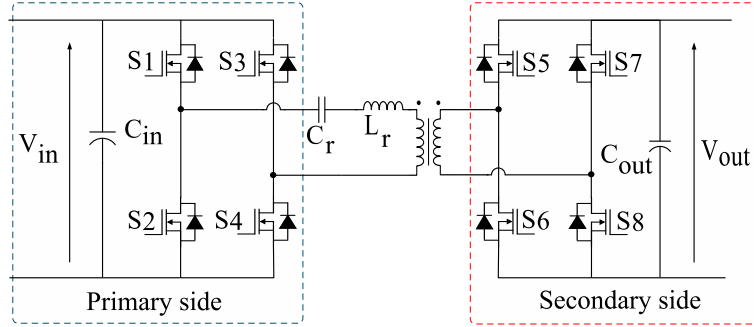 S1
S3
S5
S7
V_in
C_in
C_r
L_r
C_out
V_out
S2
S4
S6
S8
Primary side
Secondary side